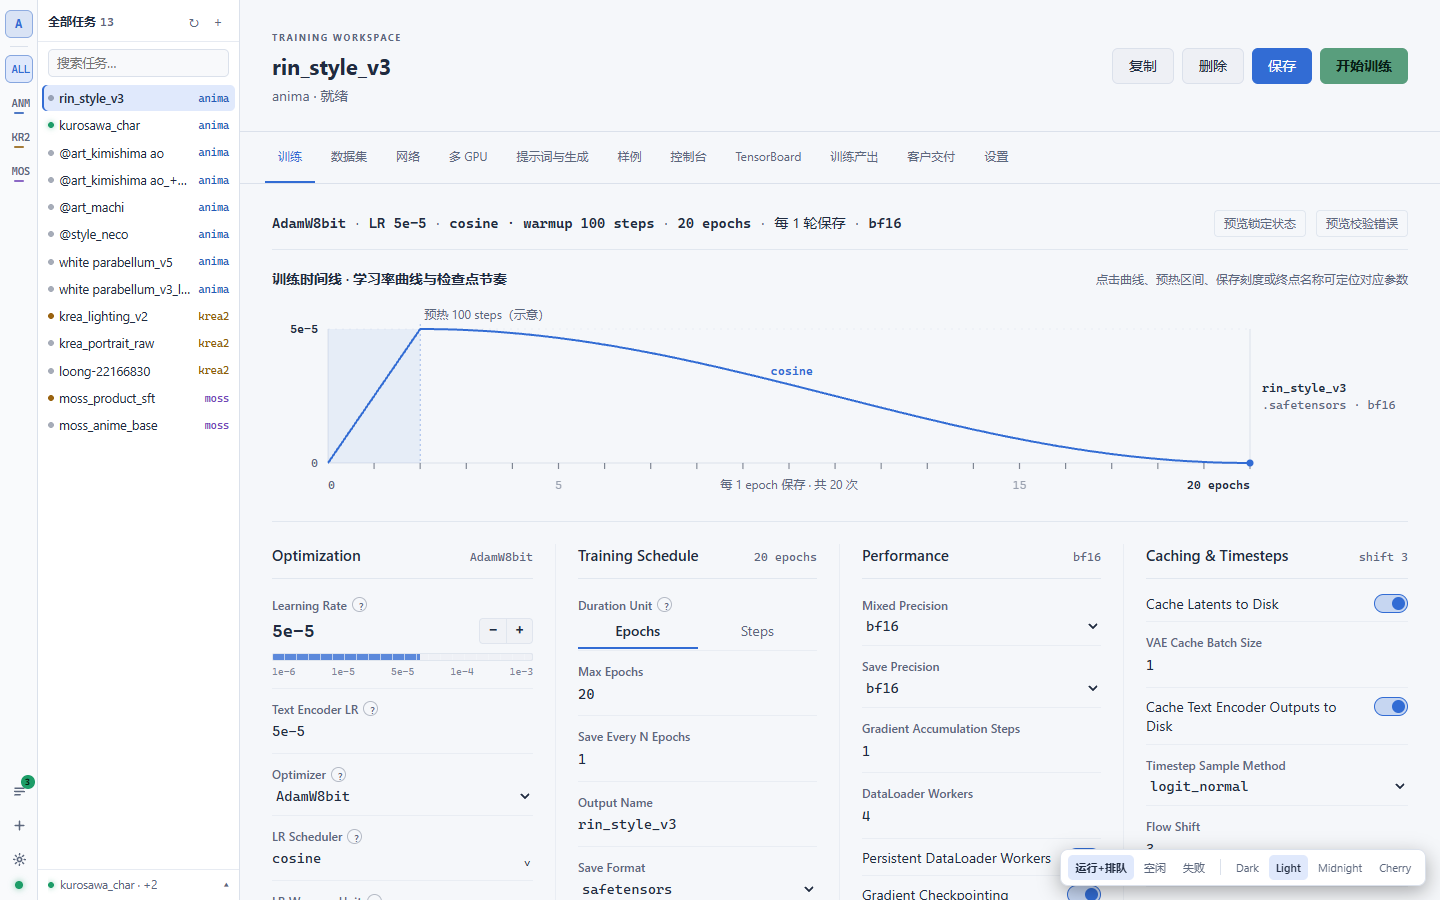 A
ALL
ANM
KR2
MOS
3
全部任务 13
↻ +
搜索任务...
rin_style_v3 anima
kurosawa_char anima
@art_kimishima ao anima
@art_kimishima ao_+... anima
@art_machi anima
@style_neco anima
white parabellum_v5 anima
white parabellum_v3_l... anima
krea_lighting_v2 krea2
krea_portrait_raw krea2
loong-22166830 krea2
moss_product_sft moss
moss_anime_base moss
kurosawa_char · +2
TRAINING WORKSPACE
rin_style_v3
anima · 就绪
复制 删除 保存 开始训练
训练 数据集 网络 多 GPU 提示词与生成 样例 控制台 TensorBoard 训练产出 客户交付 设置
AdamW8bit · LR 5e-5 · cosine · warmup 100 steps · 20 epochs · 每 1 轮保存 · bf16
预览锁定状态 预览校验错误
训练时间线 · 学习率曲线与检查点节奏
点击曲线、预热区间、保存刻度或终点名称可定位对应参数
预热 100 steps（示意）
5e-5
cosine
rin_style_v3
.safetensors · bf16
0
0 5 每 1 epoch 保存 · 共 20 次 15 20 epochs
Optimization AdamW8bit
Learning Rate ?
5e-5 − +
1e-6 1e-5 5e-5 1e-4 1e-3
Text Encoder LR ?
5e-5
Optimizer ?
AdamW8bit
LR Scheduler ?
cosine
LR Warmup Unit ?
Training Schedule 20 epochs
Duration Unit ?
Epochs Steps
Max Epochs
20
Save Every N Epochs
1
Output Name
rin_style_v3
Save Format
safetensors
Performance bf16
Mixed Precision
bf16
Save Precision
bf16
Gradient Accumulation Steps
1
DataLoader Workers
4
Persistent DataLoader Workers
Gradient Checkpointing
Caching & Timesteps shift 3
Cache Latents to Disk
VAE Cache Batch Size
1
Cache Text Encoder Outputs to
Disk
Timestep Sample Method
logit_normal
Flow Shift
3
运行+排队 空闲 失败 Dark Light Midnight Cherry